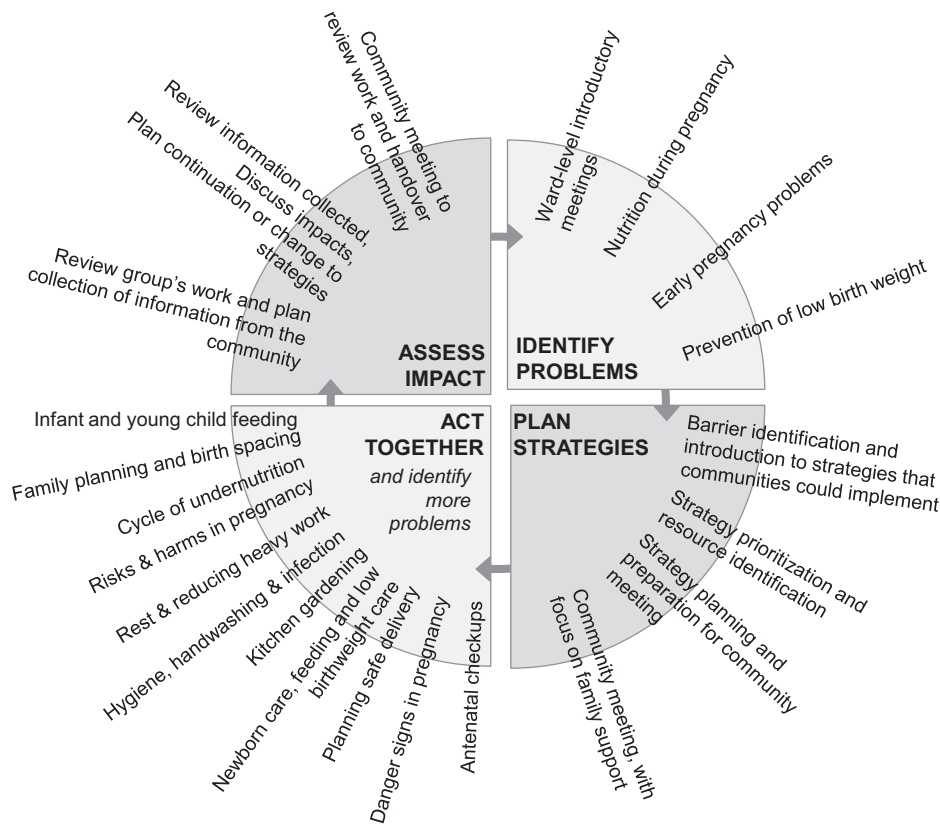 Ward-level introductory
meetings
Nutrition during pregnancy
Early pregnancy problems
Prevention of low birth weight
IDENTIFY
PROBLEMS
PLAN
STRATEGIES
Barrier identification and
introduction to strategies that
communities could implement
Strategy prioritization and
resource identification
Strategy planning and
preparation for community
meeting
Community meeting, with
focus on family support
ACT
TOGETHER
and identify
more
problems
Antenatal checkups
Danger signs in pregnancy
Planning safe delivery
Newborn care, feeding and low
birthweight care
Kitchen gardening
Hygiene, handwashing & infection
Rest & reducing heavy work
Risks & harms in pregnancy
Cycle of undernutrition
Family planning and birth spacing
Infant and young child feeding
ASSESS
IMPACT
Review group's work and plan
collection of information from the
community
Review information collected,
Discuss impacts,
Plan continuation or change to
strategies
Community meeting to
review work and handover
to community